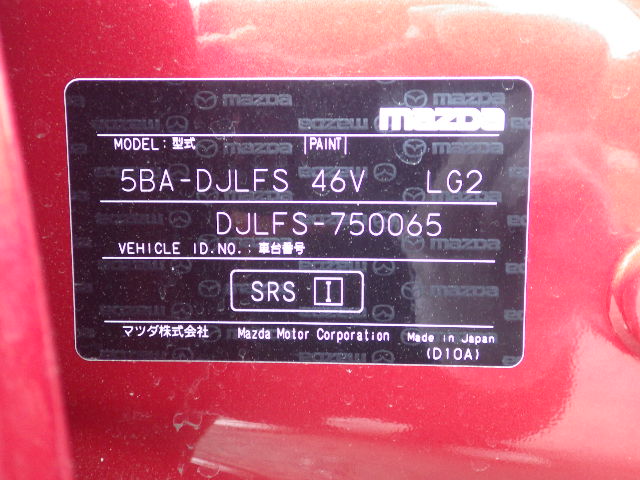 mazda
MODEL: 型式 |PAINT|
5BA-DJLFS 46V LG2
DJLFS-750065
VEHICLE ID.NO.: 車台番号
SRS I
マツダ株式会社 Mazda Motor Corporation Made in Japan
(D10A)